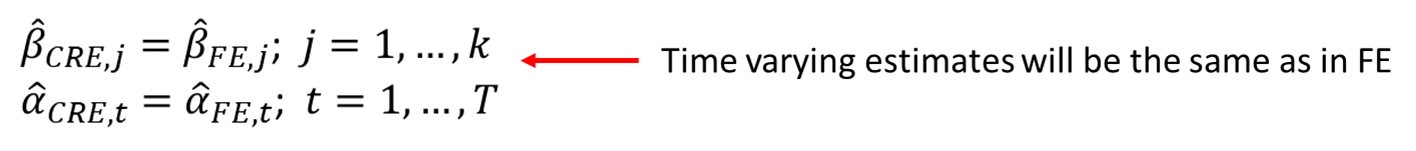 β̂_{CRE,j} = β̂_{FE,j}; j = 1, …, k
Time varying estimates will be the same as in FE
α̂_{CRE,t} = α̂_{FE,t}; t = 1, …, T